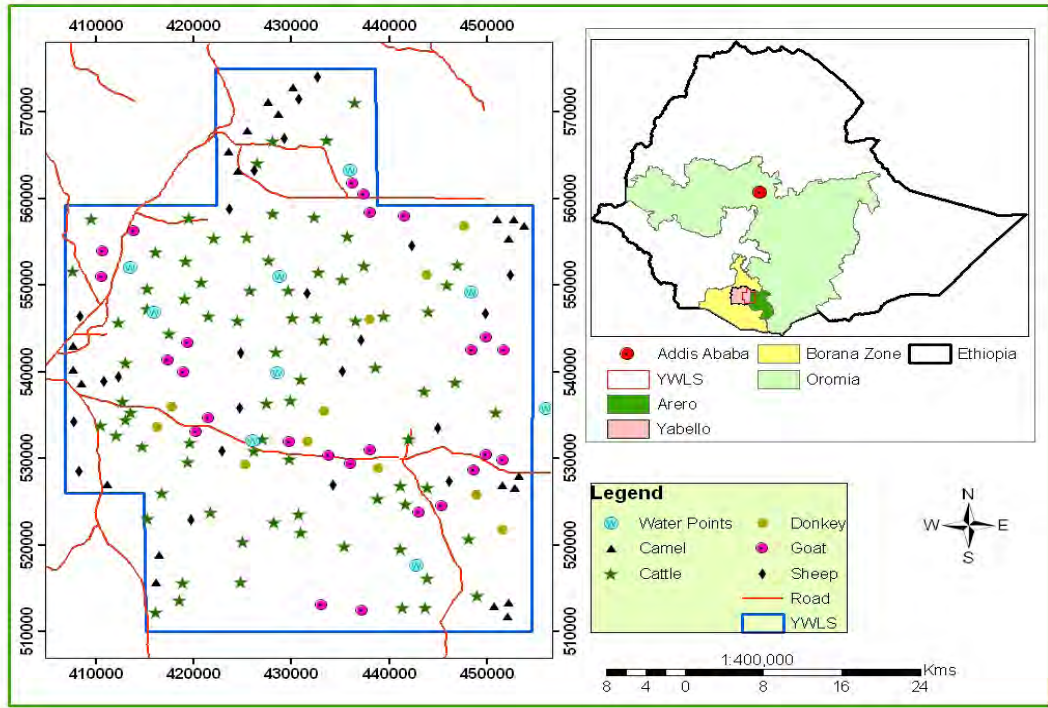 410000 420000 430000 440000 450000
570000
560000
550000
540000
530000
520000
510000
570000
560000
550000
540000
530000
520000
510000
W
W
W
W
W
W
W
W
W
W
410000 420000 430000 440000 450000
Addis Ababa Borana Zone Ethiopia
YWLS Oromia
Arero
Yabello
Legend
W Water Points Donkey
Camel Goat
Cattle Sheep
Road
YWLS
N
W E
S
1:400,000
Kms
8 4 0 8 16 24